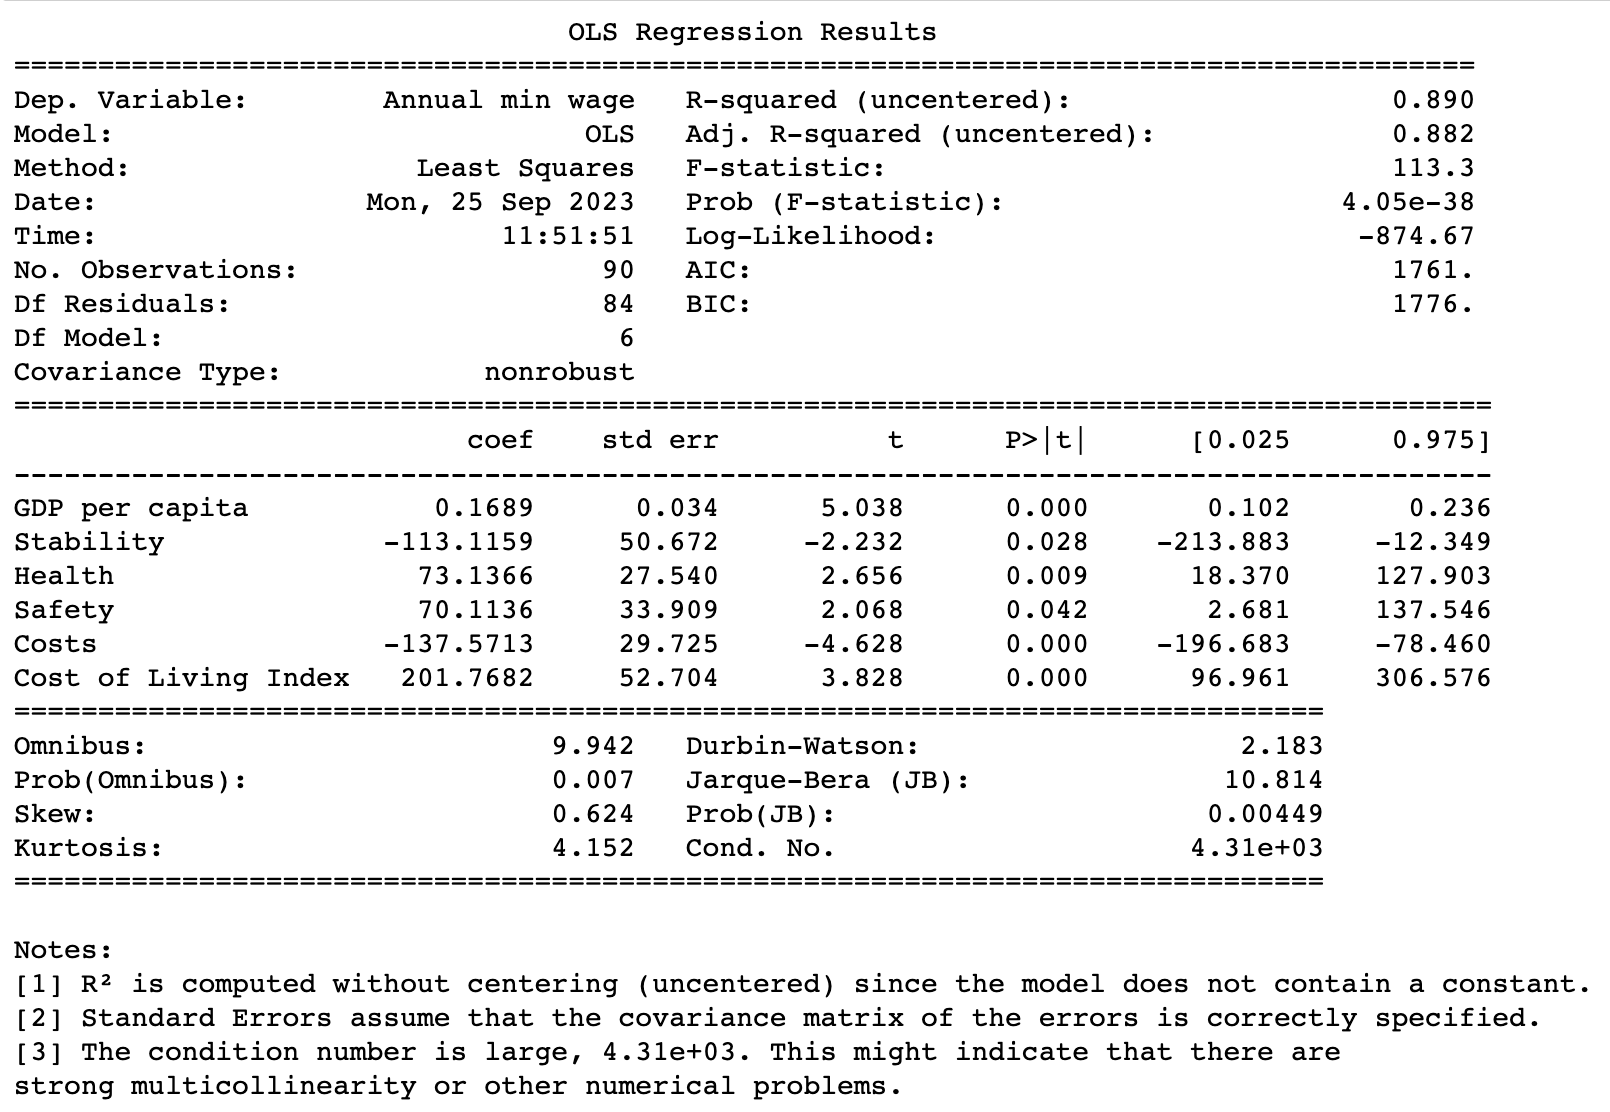 OLS Regression Results
==============================================================================
Dep. Variable: Annual min wage R-squared (uncentered): 0.890
Model: OLS Adj. R-squared (uncentered): 0.882
Method: Least Squares F-statistic: 113.3
Date: Mon, 25 Sep 2023 Prob (F-statistic): 4.05e-38
Time: 11:51:51 Log-Likelihood: -874.67
No. Observations: 90 AIC: 1761.
Df Residuals: 84 BIC: 1776.
Df Model: 6
Covariance Type: nonrobust
==============================================================================
coef std err t P>|t| [0.025 0.975]
------------------------------------------------------------------------------
GDP per capita 0.1689 0.034 5.038 0.000 0.102 0.236
Stability -113.1159 50.672 -2.232 0.028 -213.883 -12.349
Health 73.1366 27.540 2.656 0.009 18.370 127.903
Safety 70.1136 33.909 2.068 0.042 2.681 137.546
Costs -137.5713 29.725 -4.628 0.000 -196.683 -78.460
Cost of Living Index 201.7682 52.704 3.828 0.000 96.961 306.576
==============================================================================
Omnibus: 9.942 Durbin-Watson: 2.183
Prob(Omnibus): 0.007 Jarque-Bera (JB): 10.814
Skew: 0.624 Prob(JB): 0.00449
Kurtosis: 4.152 Cond. No. 4.31e+03
==============================================================================
Notes:
[1] R² is computed without centering (uncentered) since the model does not contain a constant.
[2] Standard Errors assume that the covariance matrix of the errors is correctly specified.
[3] The condition number is large, 4.31e+03. This might indicate that there are
strong multicollinearity or other numerical problems.